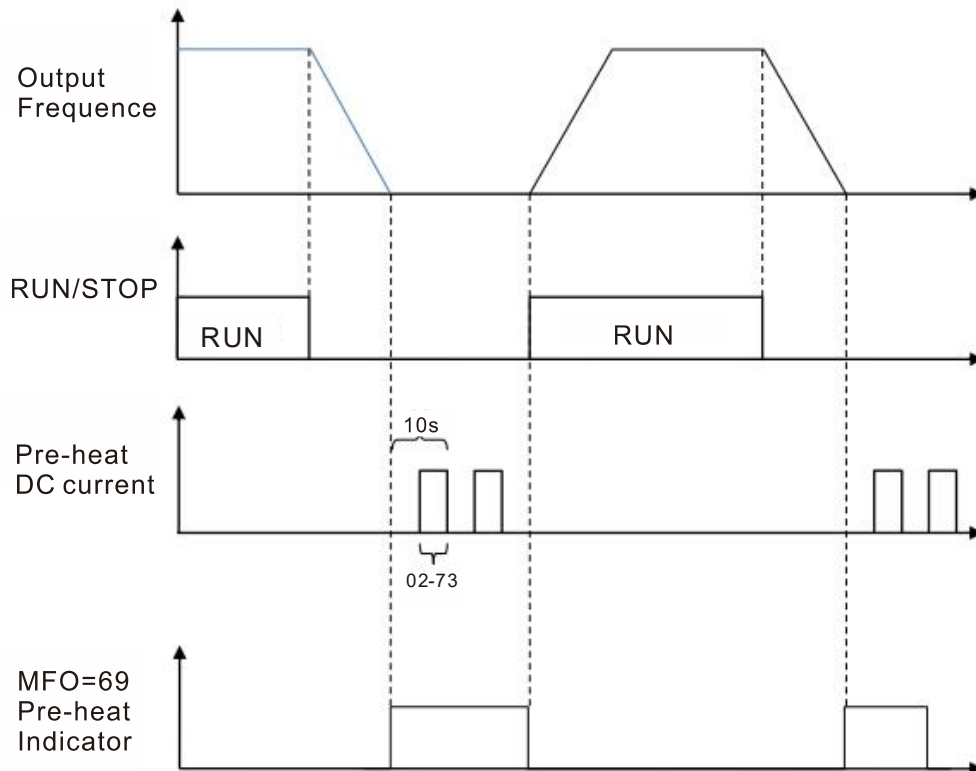 Output
Frequence
RUN/STOP
RUN
RUN
10s
Pre-heat
DC current
02-73
MFO=69
Pre-heat
Indicator